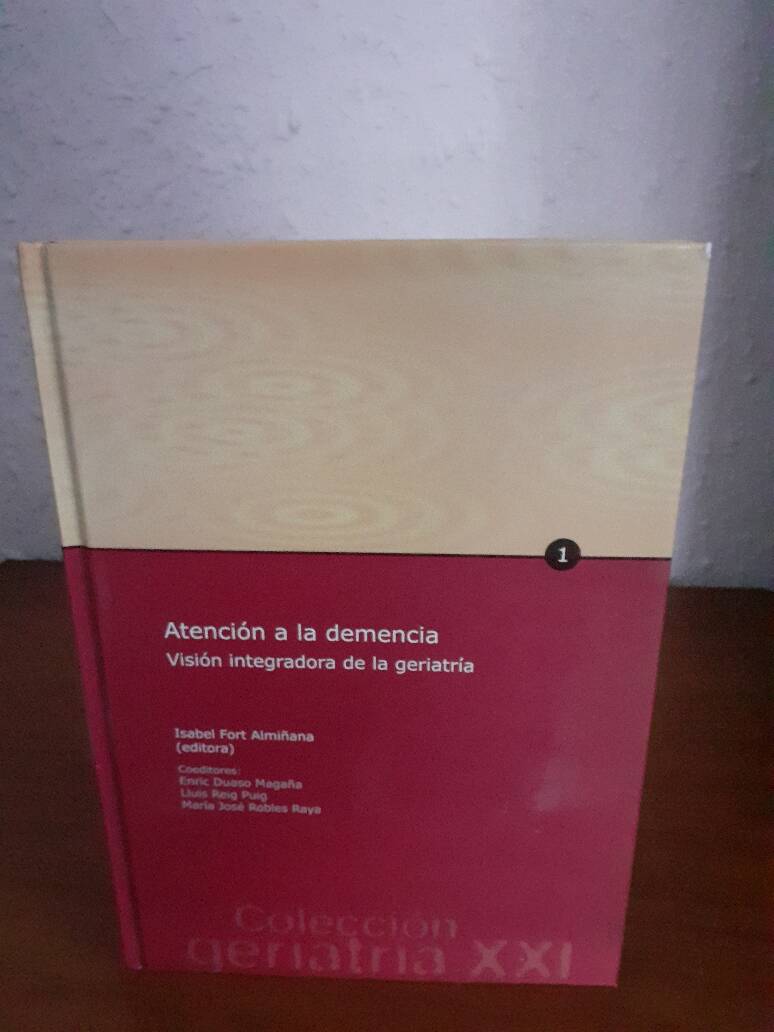 1
Atención a la demencia
Visión integradora de la geriatría
Isabel Fort Almiñana
(editora)
Coeditores:
Enric Duaso Magaña
Lluís Reig Puig
María José Robles Raya
Colección
geriatria XXI